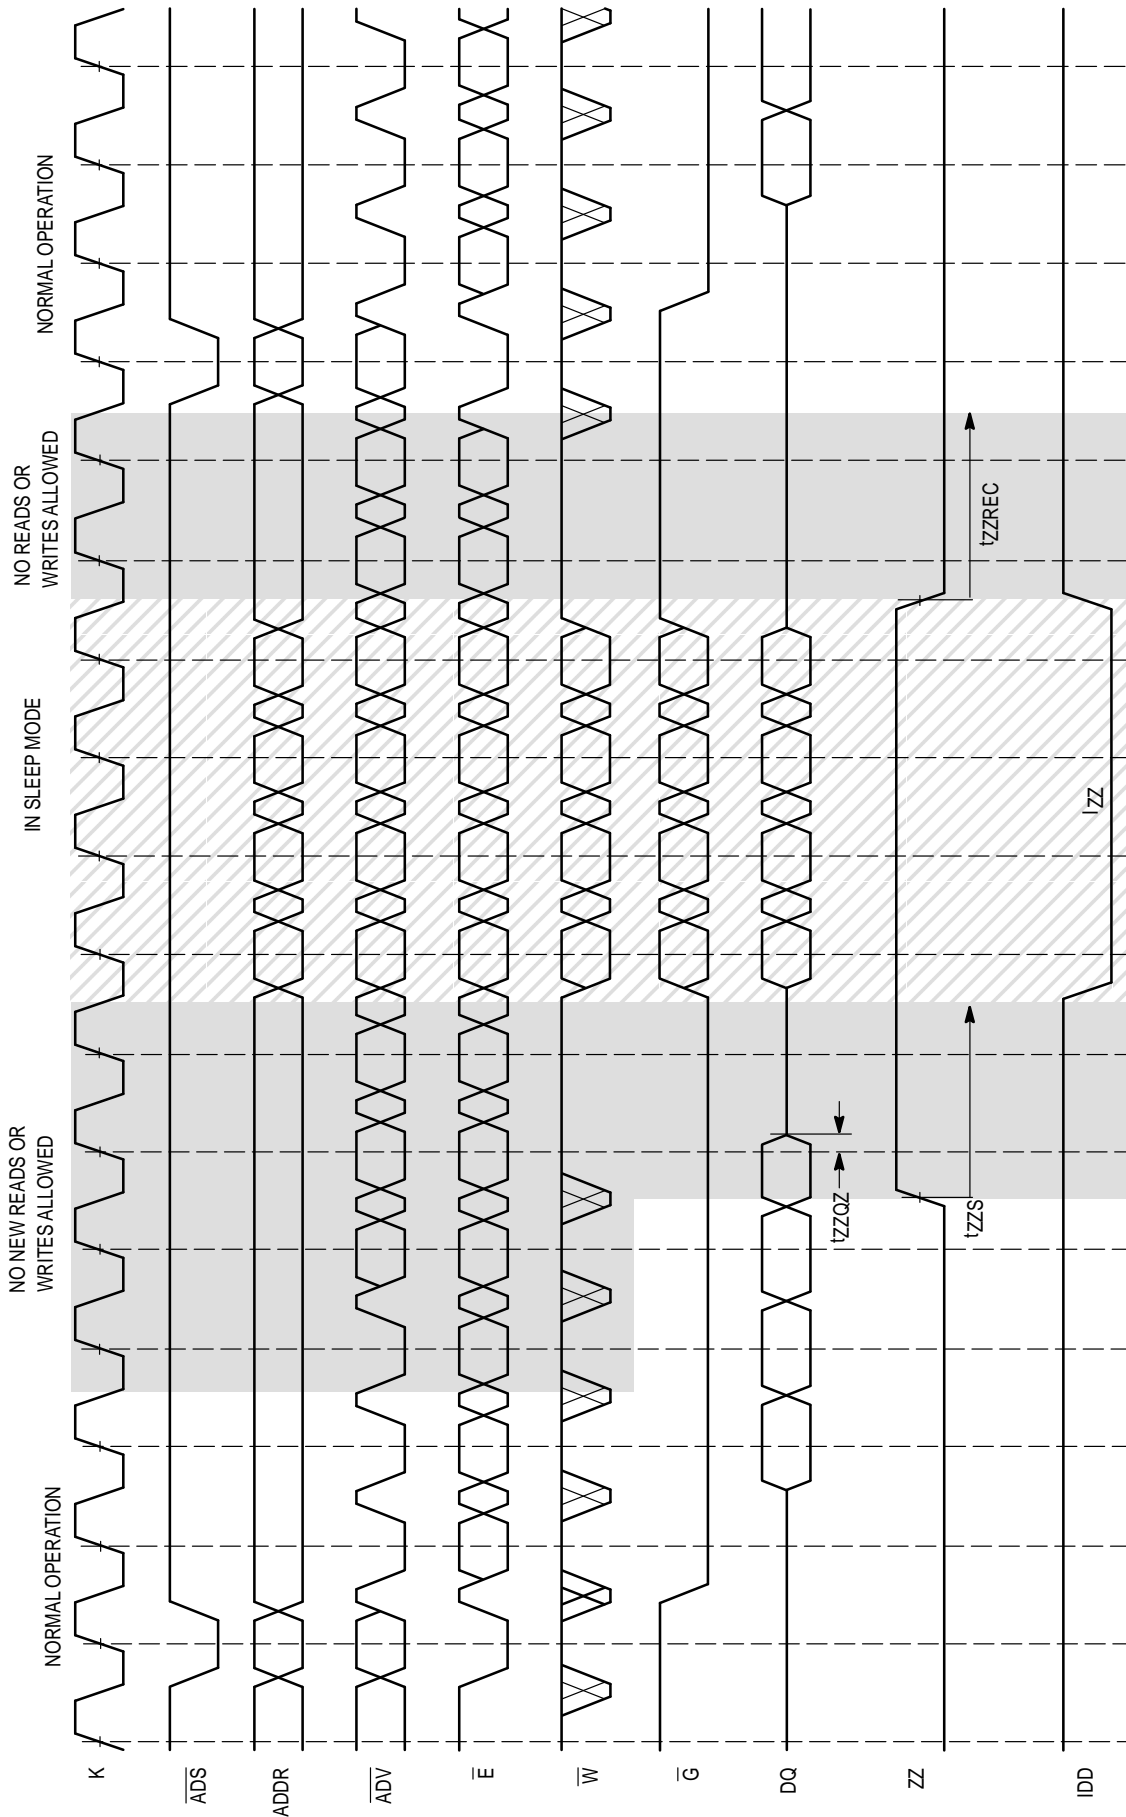 NORMAL OPERATION
NO NEW READS OR
WRITES ALLOWED
IN SLEEP MODE
NO READS OR
WRITES ALLOWED
NORMAL OPERATION
K
ADS
ADDR
ADV
E
W
G
DQ
tZZQZ
ZZ
tZZS
tZZREC
IDD
IZZ